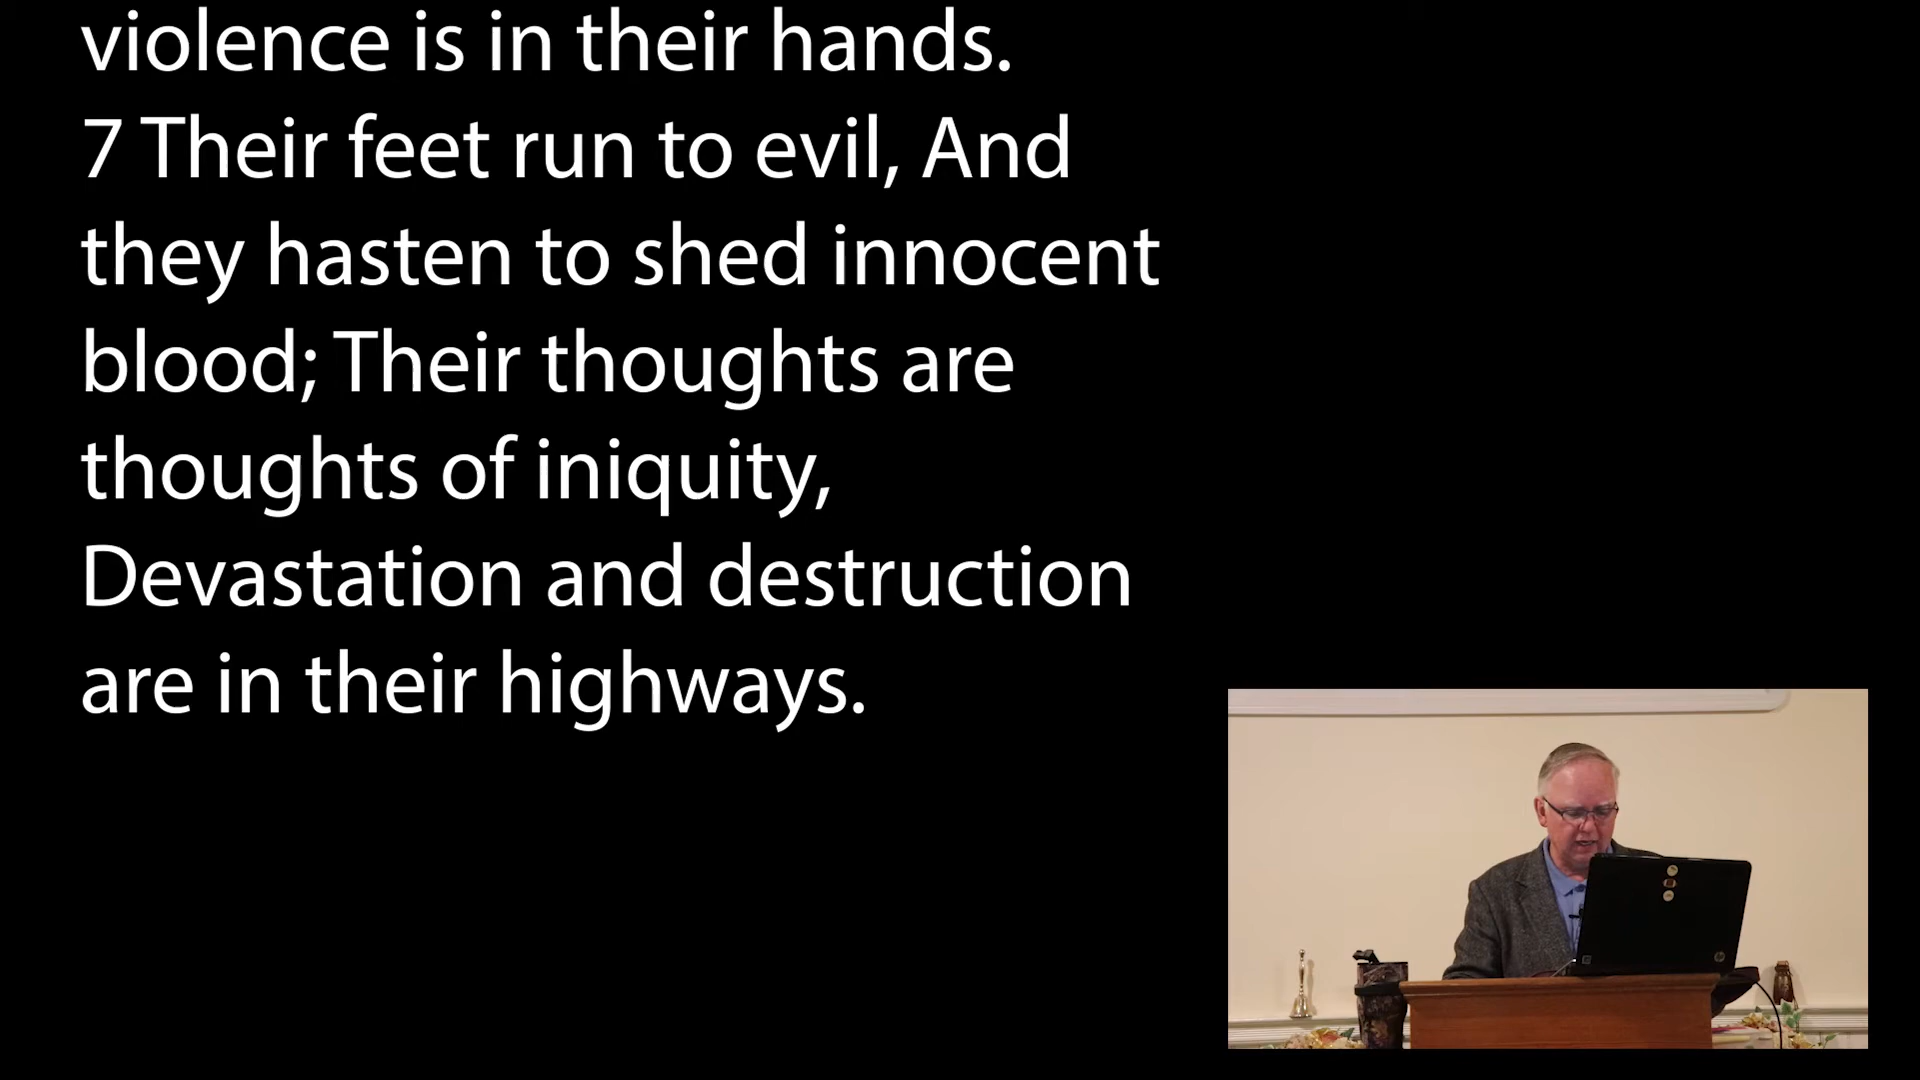 violence is in their hands.
7 Their feet run to evil, And
they hasten to shed innocent
blood; Their thoughts are
thoughts of iniquity,
Devastation and destruction
are in their highways.